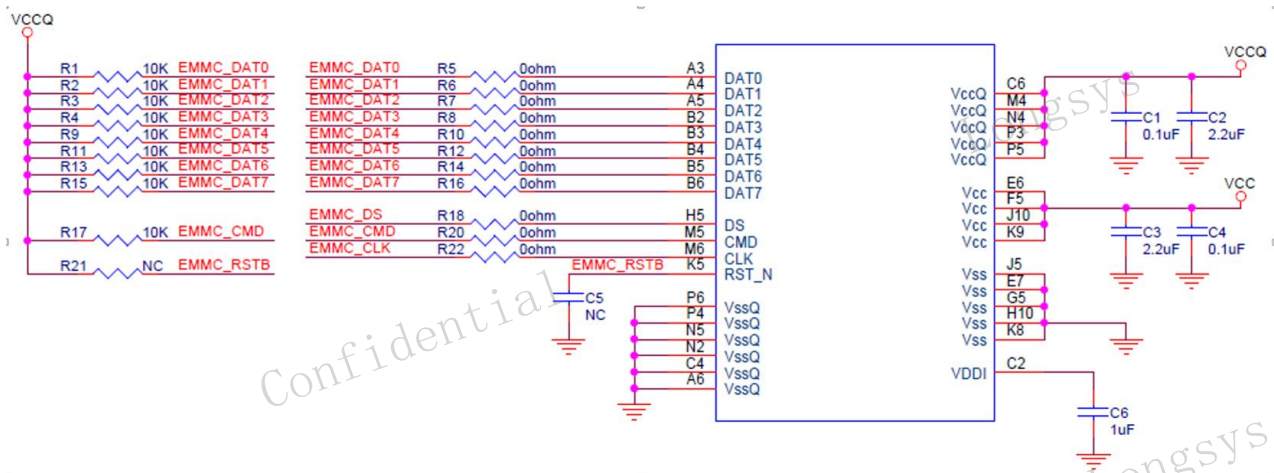 VCCQ
R1 10K EMMC_DAT0
R2 10K EMMC_DAT1
R3 10K EMMC_DAT2
R4 10K EMMC_DAT3
R9 10K EMMC_DAT4
R11 10K EMMC_DAT5
R13 10K EMMC_DAT6
R15 10K EMMC_DAT7
R17 10K EMMC_CMD
R21 NC EMMC_RSTB
EMMC_DAT0 R5 0ohm A3 DAT0
EMMC_DAT1 R6 0ohm A4 DAT1
EMMC_DAT2 R7 0ohm A5 DAT2
EMMC_DAT3 R8 0ohm B2 DAT3
EMMC_DAT4 R10 0ohm B3 DAT4
EMMC_DAT5 R12 0ohm B4 DAT5
EMMC_DAT6 R14 0ohm B5 DAT6
EMMC_DAT7 R16 0ohm B6 DAT7
EMMC_DS R18 0ohm H5 DS
EMMC_CMD R20 0ohm M5 CMD
EMMC_CLK R22 0ohm M6 CLK
EMMC_RSTB K5 RST_N
C5
NC
P6 VssQ
P4 VssQ
N5 VssQ
N2 VssQ
C4 VssQ
A6 VssQ
VccQ C6
VccQ M4
VccQ N4
VccQ P3
VccQ P5
VCCQ
C1
0.1uF
C2
2.2uF
Vcc E6
Vcc F5
Vcc J10
Vcc K9
VCC
C3
2.2uF
C4
0.1uF
Vss J5
Vss E7
Vss G5
Vss H10
Vss K8
VDDI C2
C6
1uF
Confidential
ongsys
ongsys